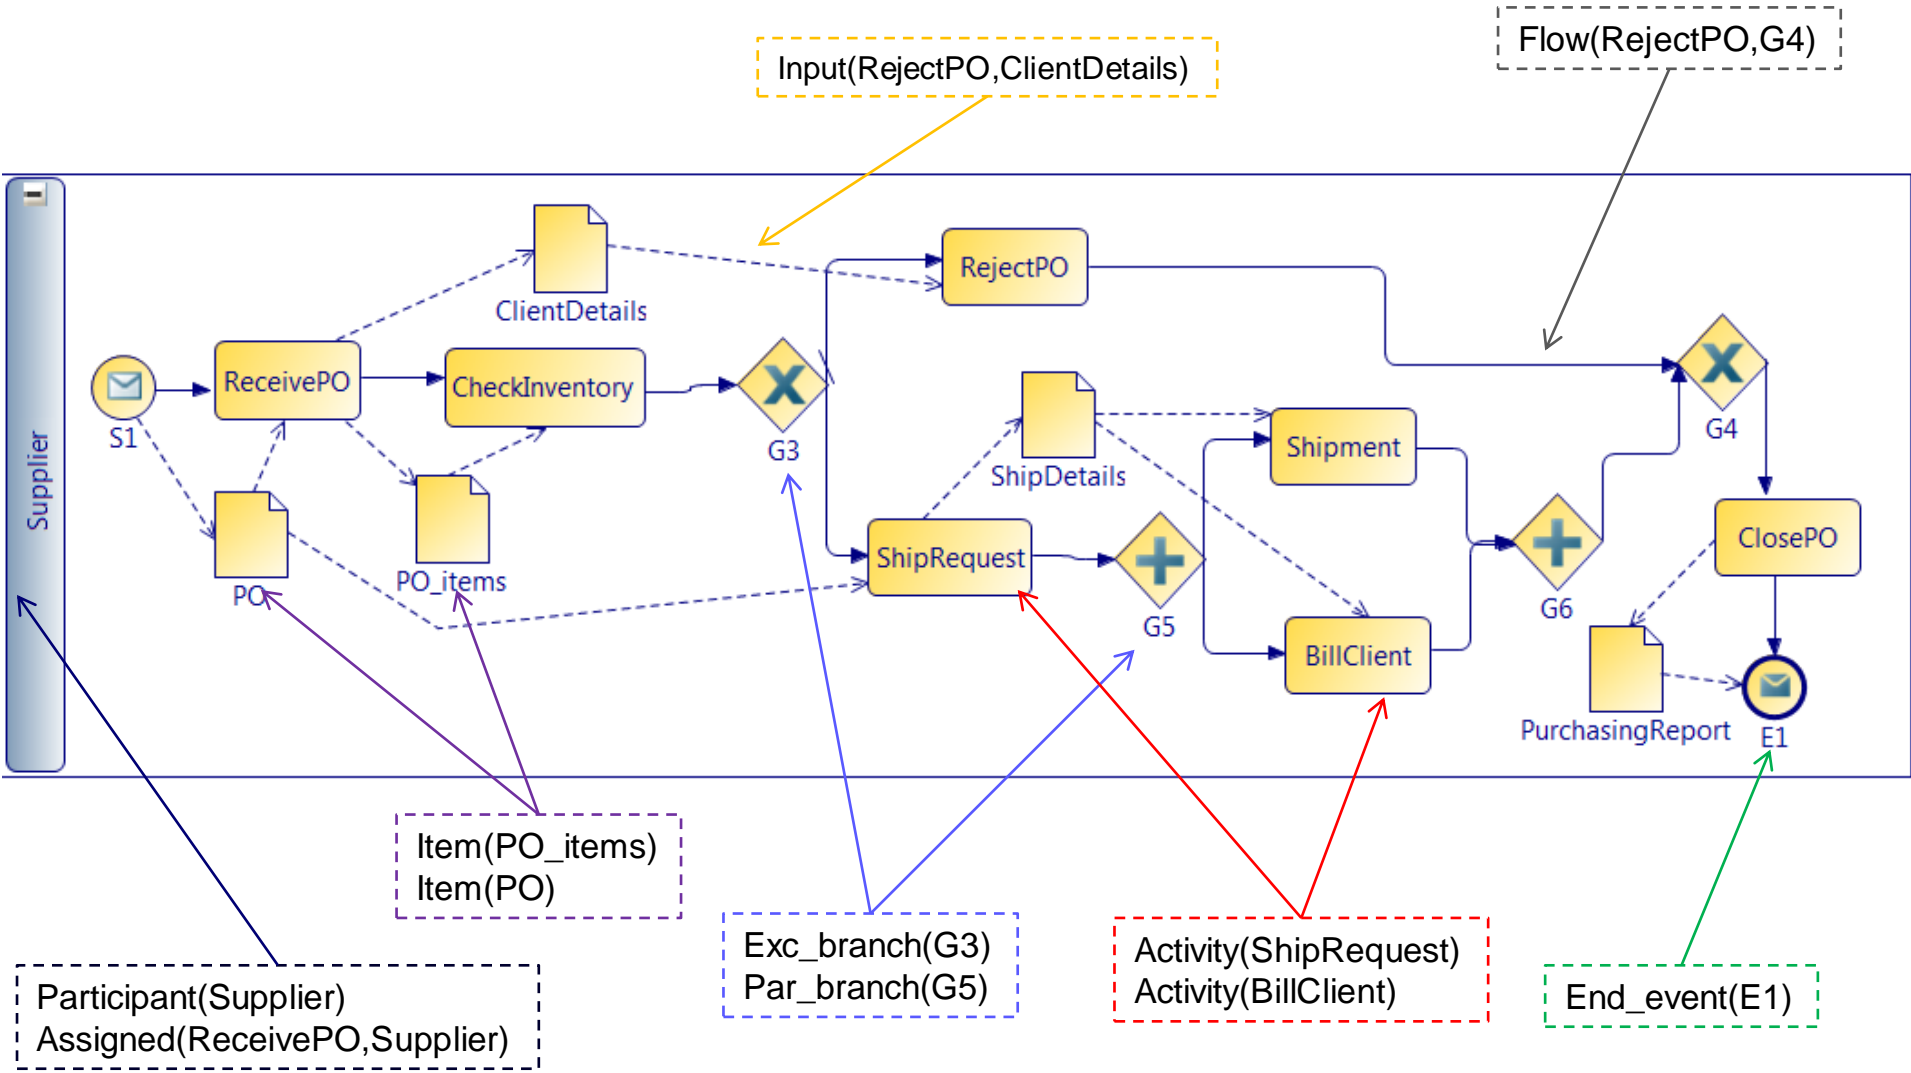 Flow(RejectPO,G4)
Input(RejectPO,ClientDetails)
Supplier
ClientDetails
RejectPO
S1
ReceivePO
CheckInventory
G3
PO
PO_items
ShipDetails
ShipRequest
G5
Shipment
BillClient
G6
G4
ClosePO
PurchasingReport
E1
Item(PO_items)
Item(PO)
Exc_branch(G3)
Par_branch(G5)
Activity(ShipRequest)
Activity(BillClient)
End_event(E1)
Participant(Supplier)
Assigned(ReceivePO,Supplier)